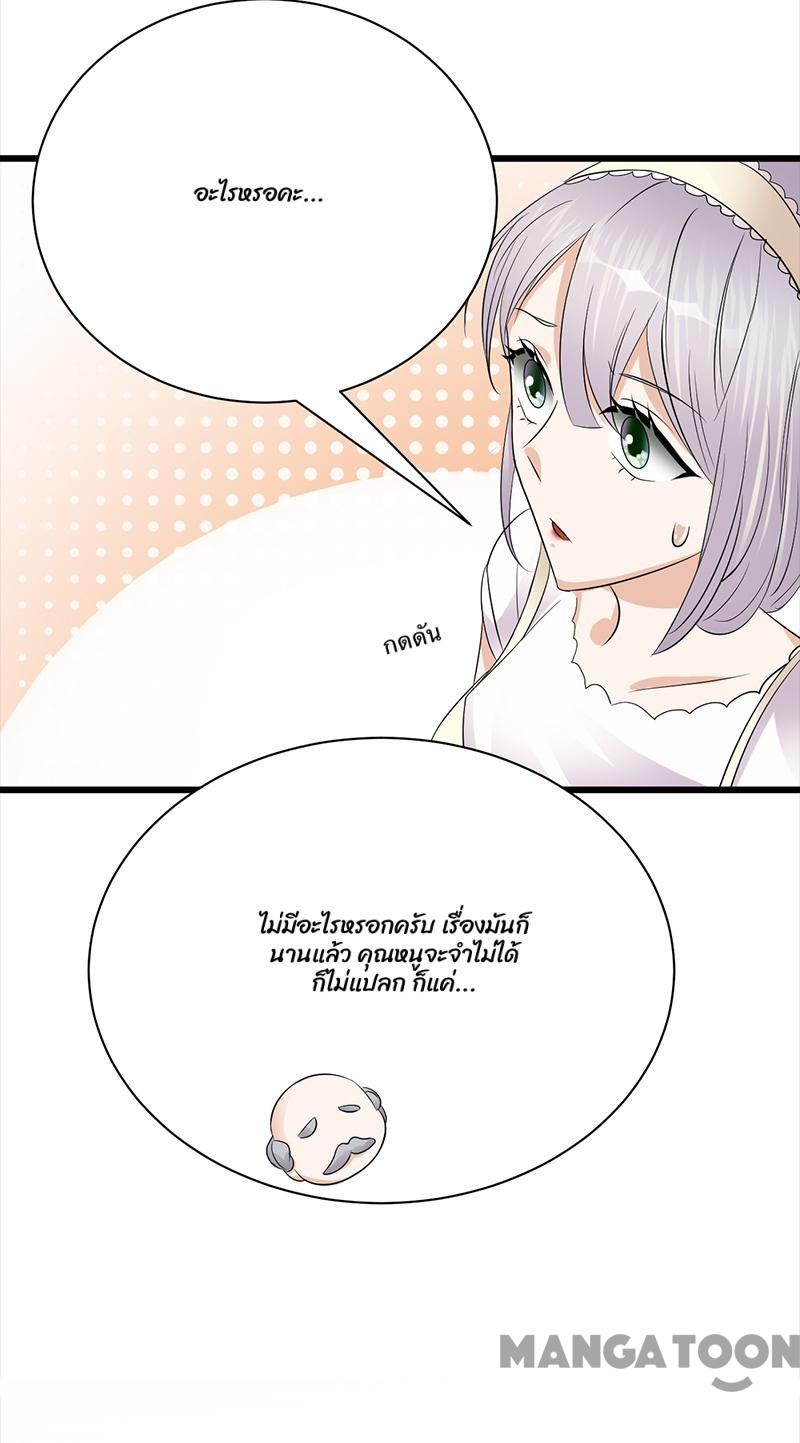 อะไรหรอคะ...
กดดัน
ไม่มีอะไรหรอกครับ เรื่องมันก็
นานแล้ว คุณหนูจะจำไม่ได้
ก็ไม่แปลก ก็แค่...
MANGATOON